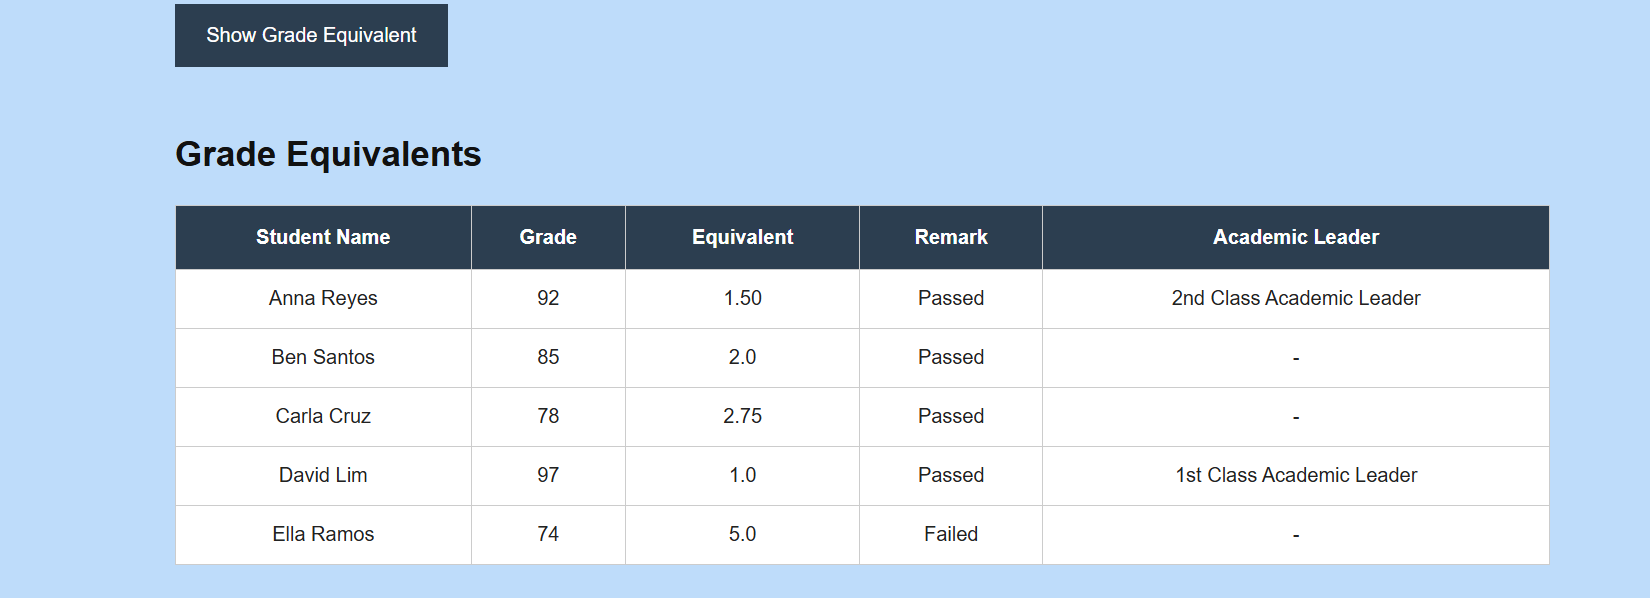 Show Grade Equivalent
Grade Equivalents
Student Name Grade Equivalent Remark Academic Leader
Anna Reyes 92 1.50 Passed 2nd Class Academic Leader
Ben Santos 85 2.0 Passed -
Carla Cruz 78 2.75 Passed -
David Lim 97 1.0 Passed 1st Class Academic Leader
Ella Ramos 74 5.0 Failed -